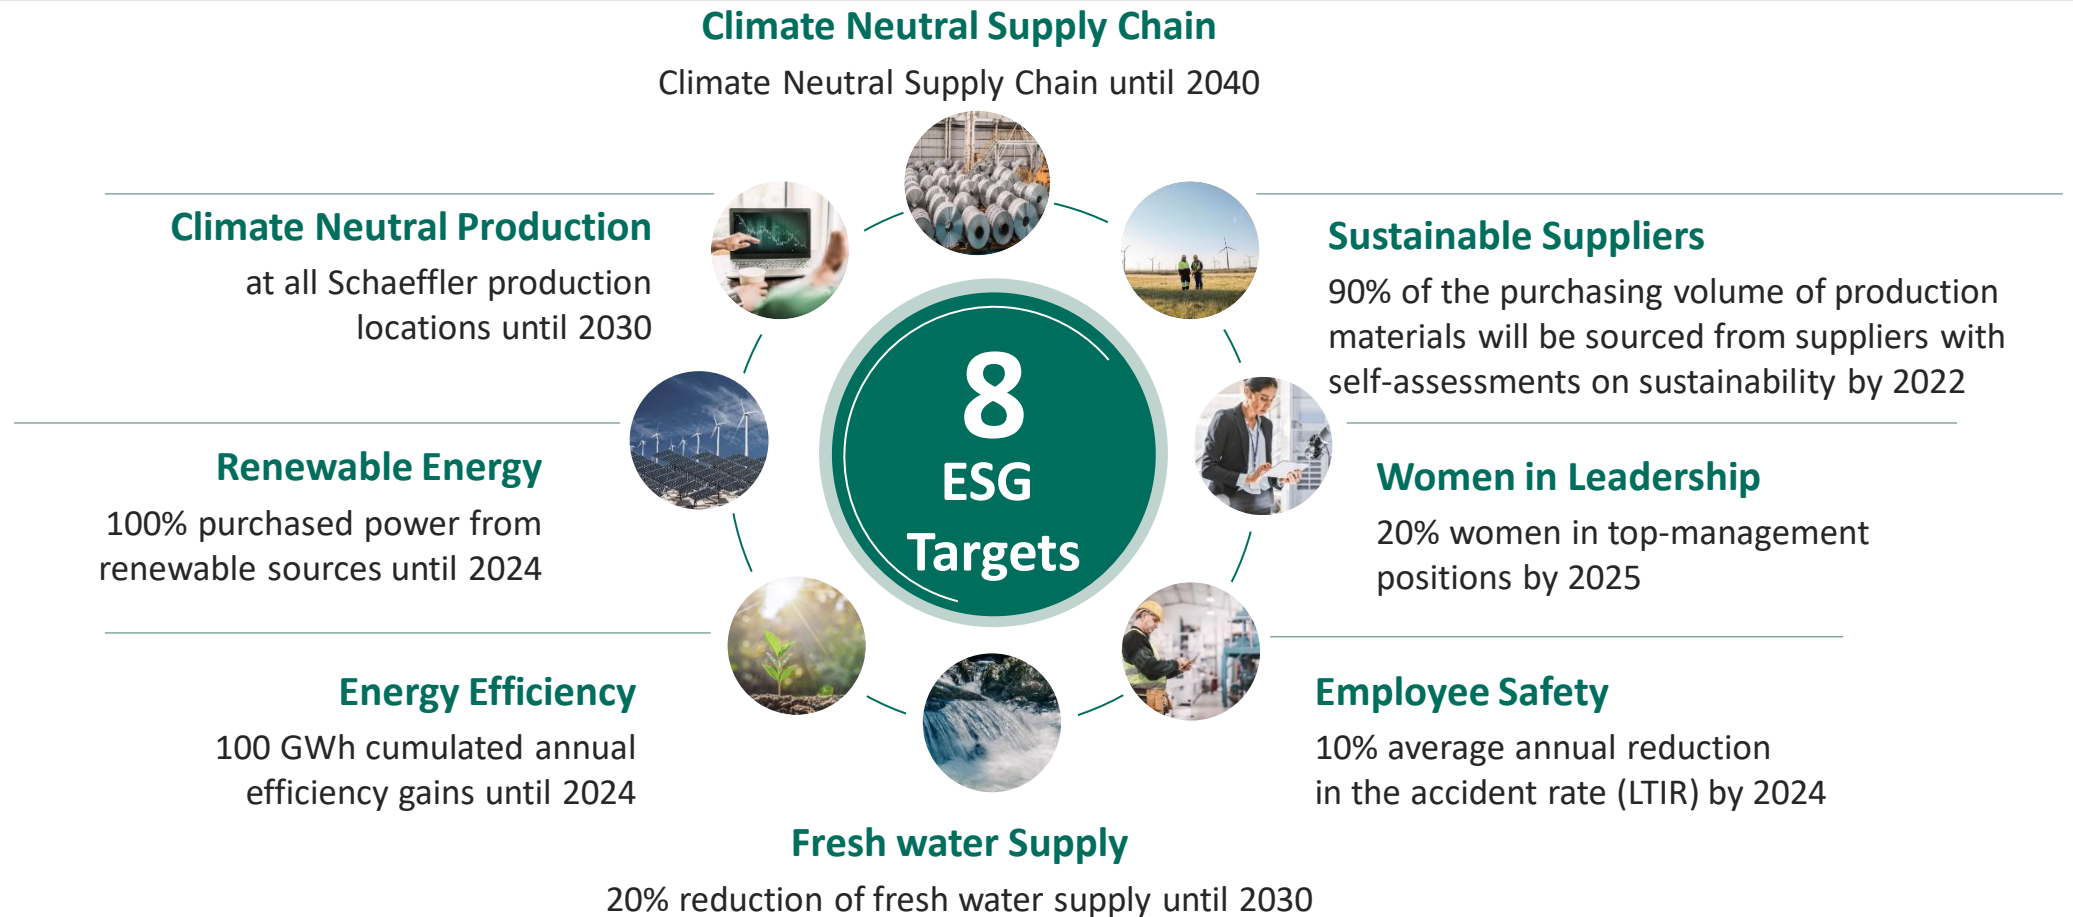 Climate Neutral Supply Chain
Climate Neutral Supply Chain until 2040
Climate Neutral Production
at all Schaeffler production
locations until 2030
Renewable Energy
100% purchased power from
renewable sources until 2024
Energy Efficiency
100 GWh cumulated annual
efficiency gains until 2024
8
ESG
Targets
Sustainable Suppliers
90% of the purchasing volume of production
materials will be sourced from suppliers with
self-assessments on sustainability by 2022
Women in Leadership
20% women in top-management
positions by 2025
Employee Safety
10% average annual reduction
in the accident rate (LTIR) by 2024
Fresh water Supply
20% reduction of fresh water supply until 2030